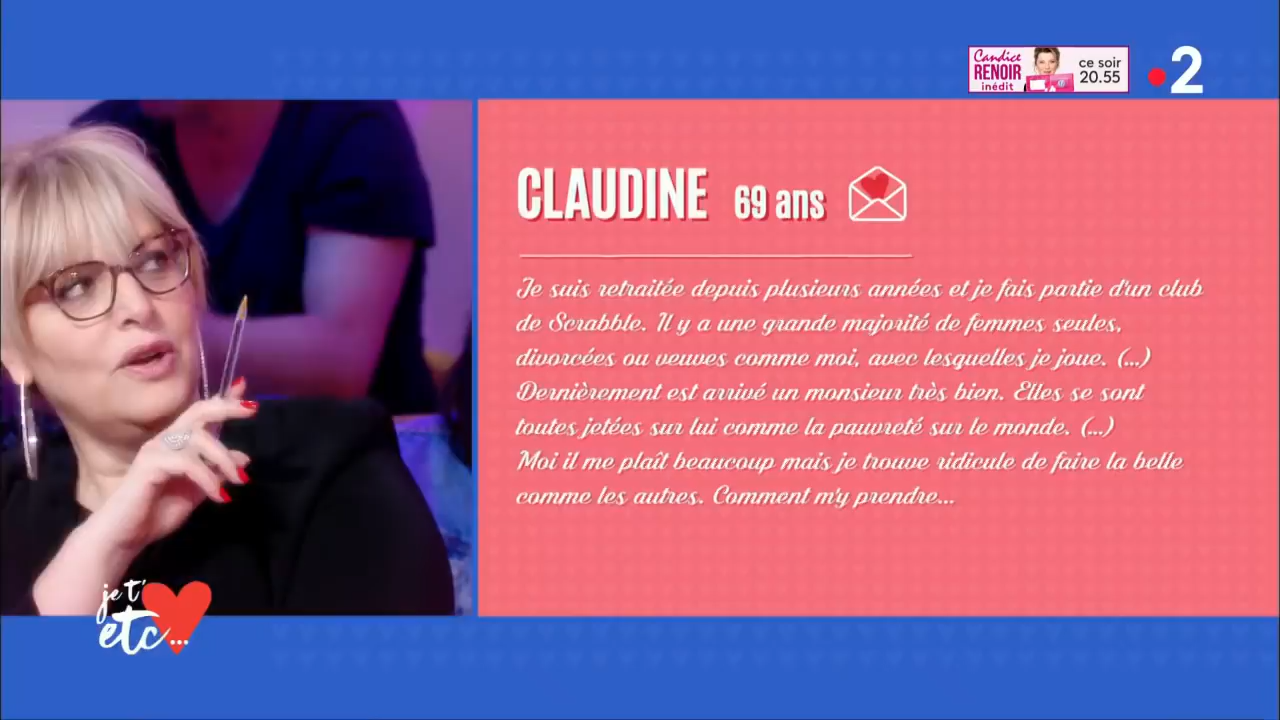 Candice
RENOIR
inédit
ce soir
20.55
2
CLAUDINE 69 ans
Je suis retraitée depuis plusieurs années et je fais partie d'un club
de Scrabble. Il y a une grande majorité de femmes seules,
divorcées ou veuves comme moi, avec lesquelles je joue. (...)
Dernièrement est arrivé un monsieur très bien. Elles se sont
toutes jetées sur lui comme la pauvreté sur le monde. (...)
Moi il me plaît beaucoup mais je trouve ridicule de faire la belle
comme les autres. Comment m'y prendre...
je t'
etc...